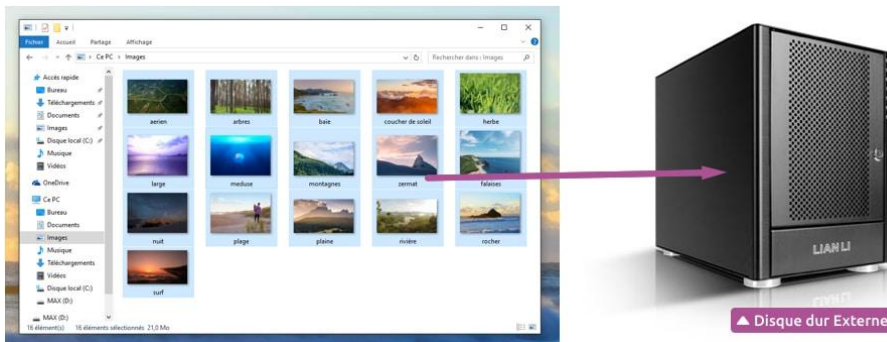 Fichier Accueil Partage Affichage
Ce PC > Images
Rechercher dans : Images
Accès rapide
Bureau
Téléchargements
Documents
Images
Disque local (C:)
Musique
Vidéos
OneDrive
Ce PC
Bureau
Documents
Images
Musique
Téléchargements
Vidéos
Disque local (C:)
MAX (D:)
MAX (D:)
aerien arbres baie coucher de soleil herbe
large meduse montagnes zermat falaises
nuit plage plaine rivière rocher
surf
16 élément(s) 16 éléments sélectionnés 21,0 Mo
LIAN LI
Disque dur Externe